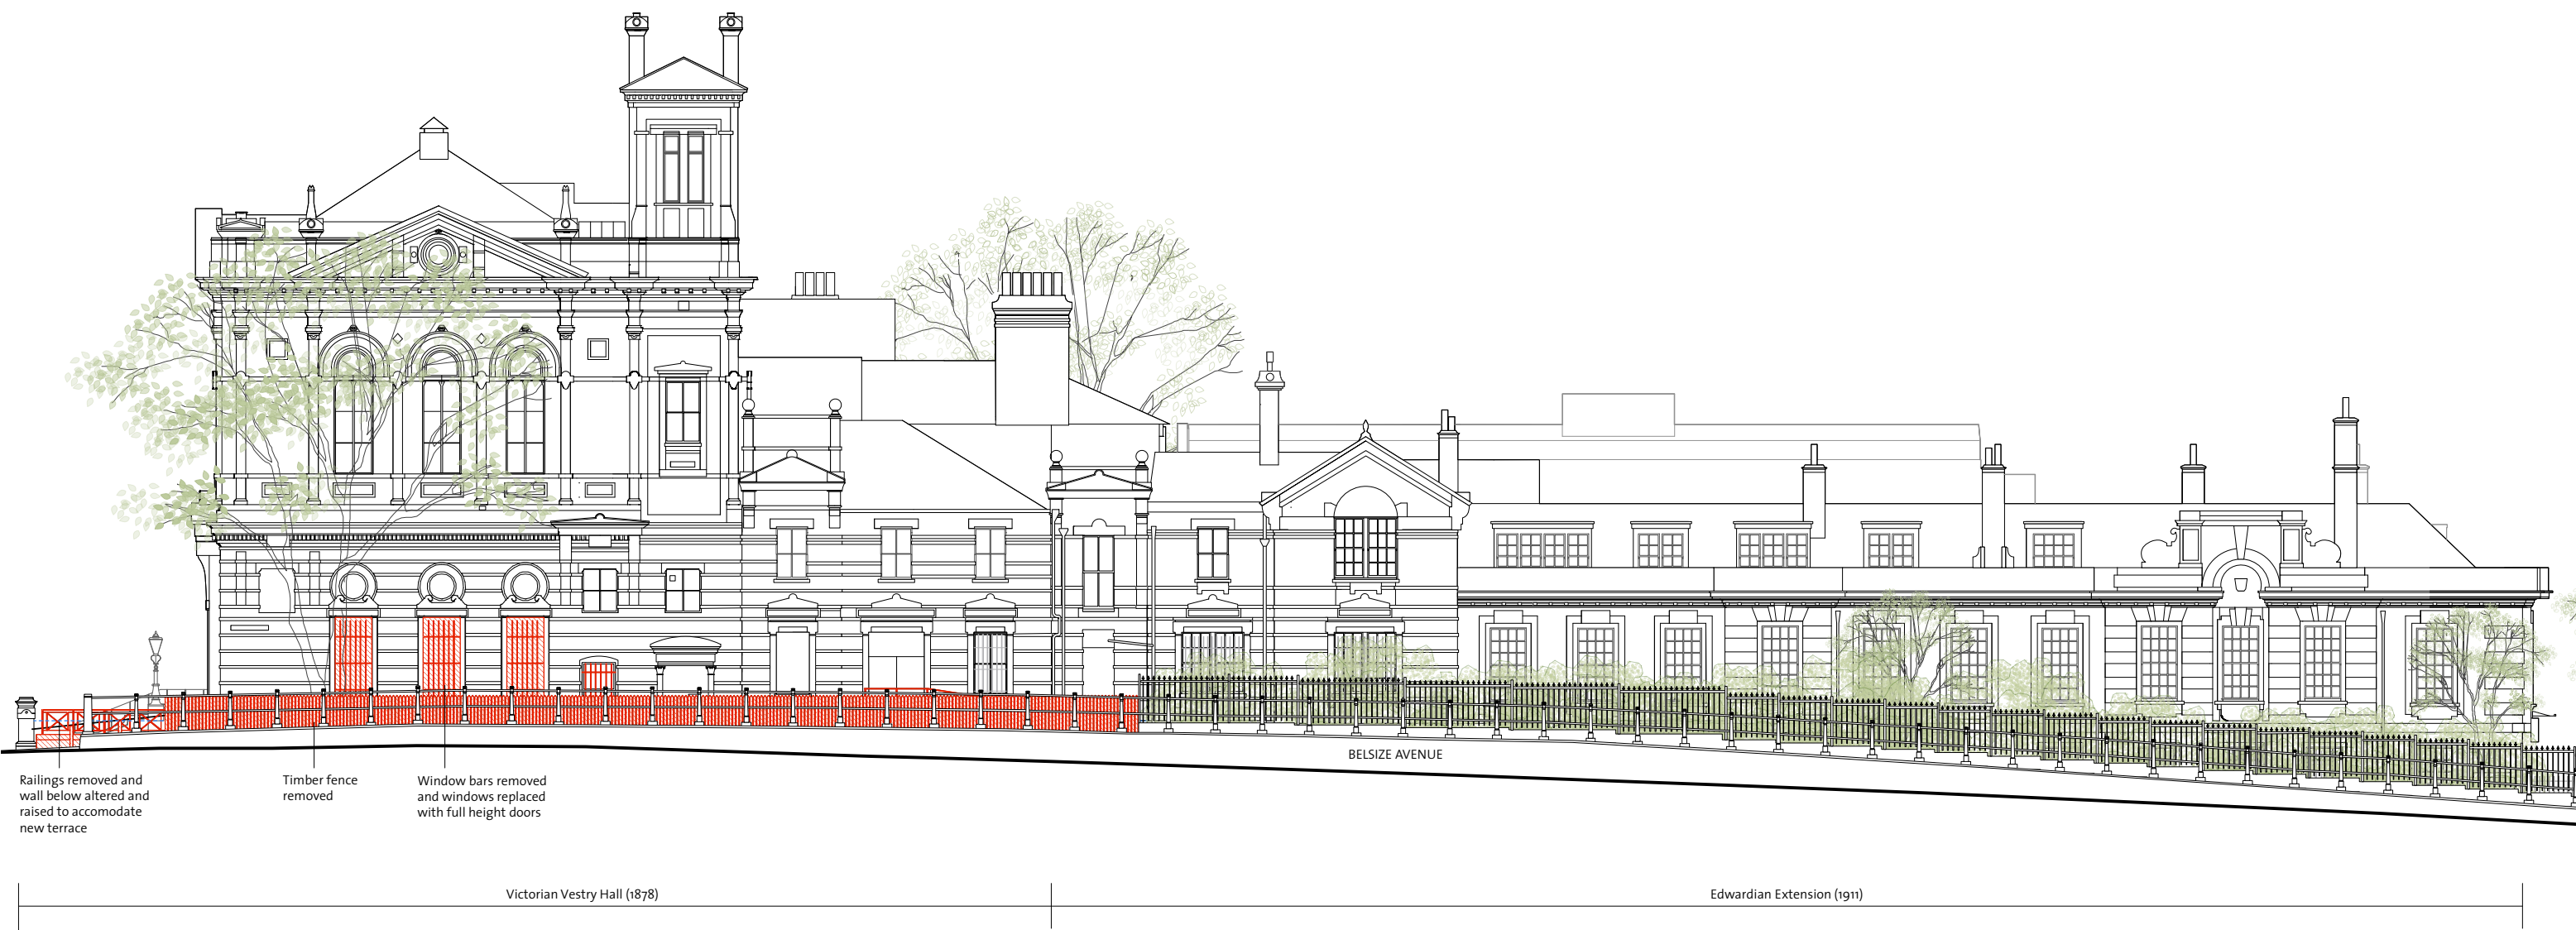 BELSIZE AVENUE
Railings removed and
wall below altered and
raised to accomodate
new terrace
Timber fence
removed
Window bars removed
and windows replaced
with full height doors
Victorian Vestry Hall (1878)
Edwardian Extension (1911)